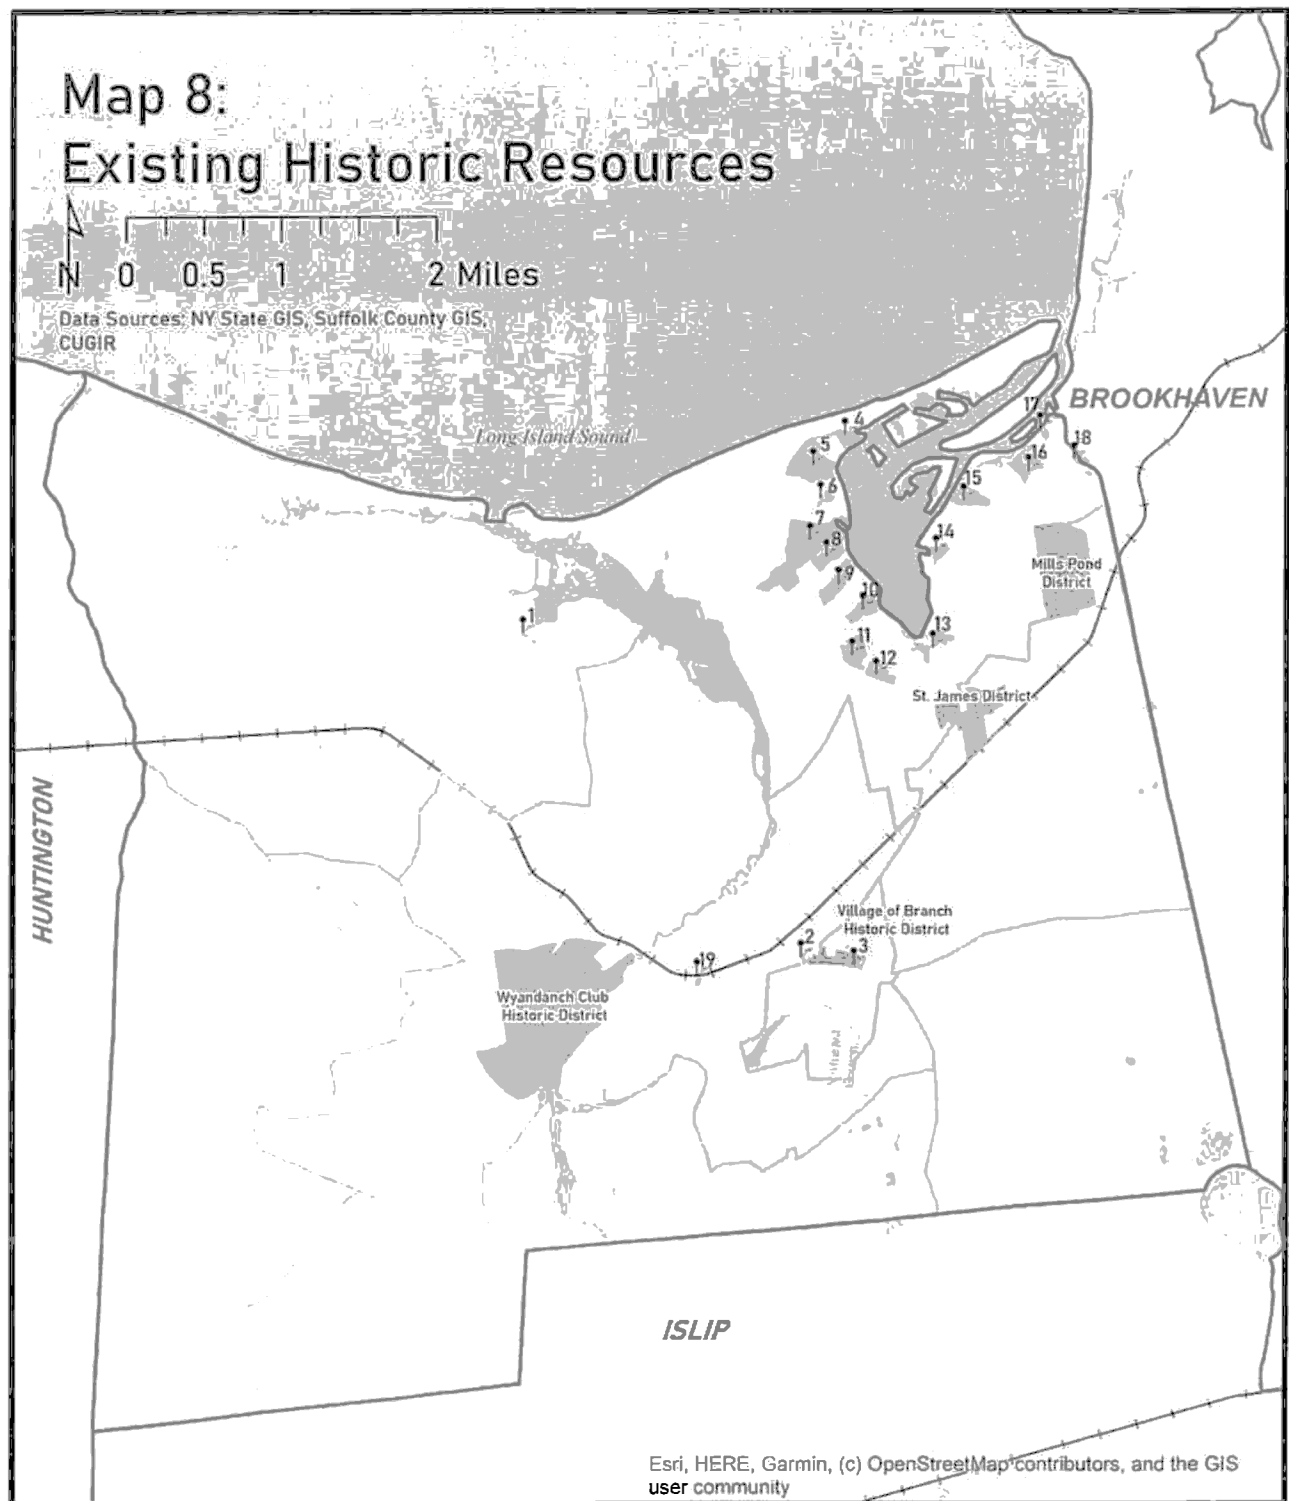 Map 8:
Existing Historic Resources
N 0 0.5 1 2 Miles
Data Sources: NY State GIS, Suffolk County GIS,
CUGIR
Long Island Sound
BROOKHAVEN
17
18
4
5
16
6
15
7
14
8
Mills Pond
District
9
10
1
13
11
12
St. James District
HUNTINGTON
Village of Branch
Historic District
2
3
19
Wyandanch Club
Historic District
ISLIP
Esri, HERE, Garmin, (c) OpenStreetMap contributors, and the GIS
user community